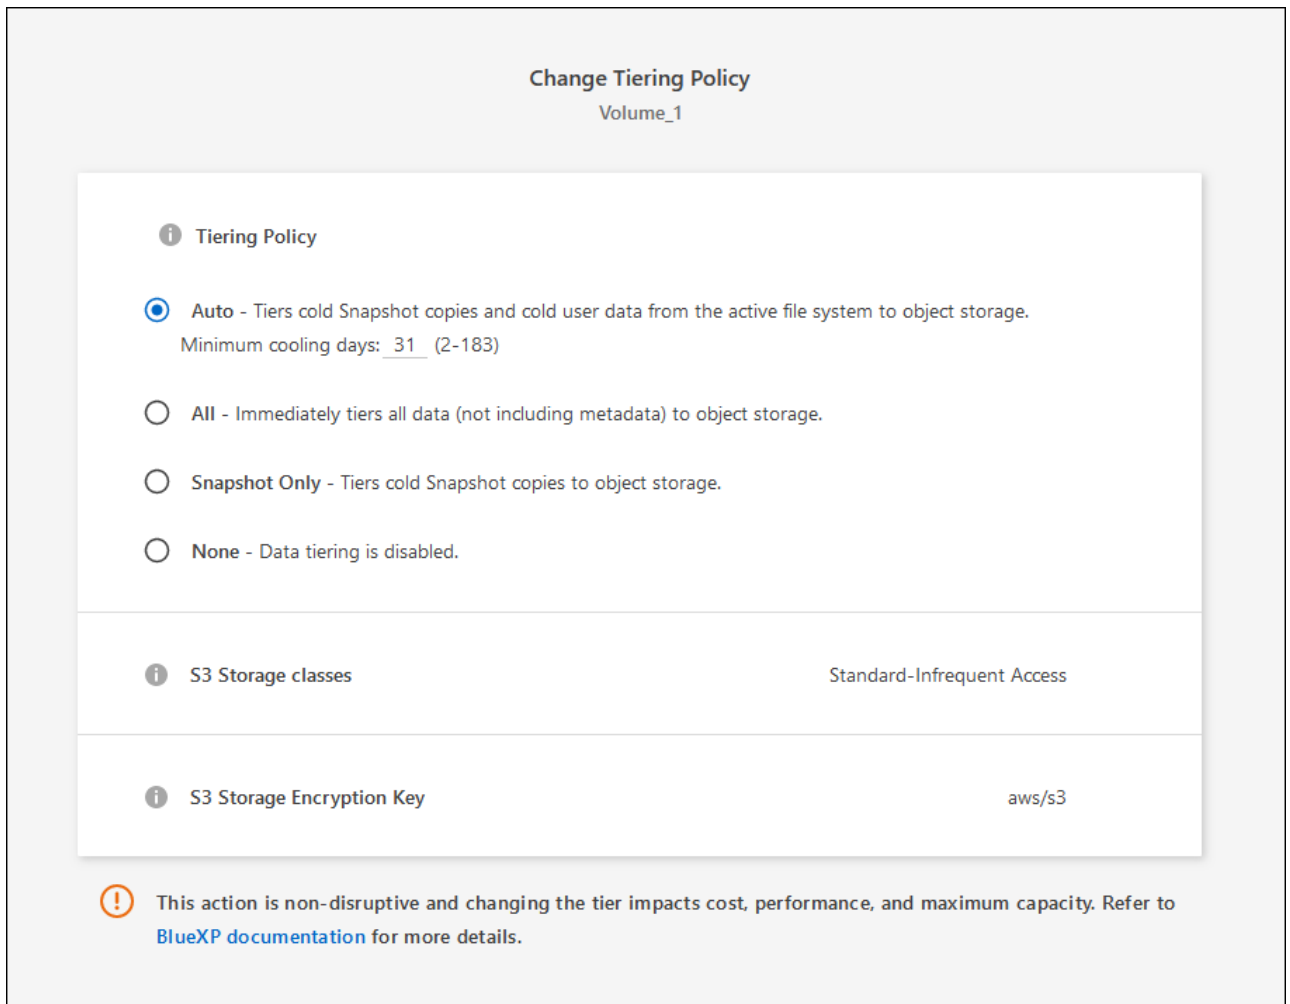 Change Tiering Policy
Volume_1
Tiering Policy
Auto - Tiers cold Snapshot copies and cold user data from the active file system to object storage.
Minimum cooling days: 31 (2-183)
All - Immediately tiers all data (not including metadata) to object storage.
Snapshot Only - Tiers cold Snapshot copies to object storage.
None - Data tiering is disabled.
S3 Storage classes Standard-Infrequent Access
S3 Storage Encryption Key aws/s3
This action is non-disruptive and changing the tier impacts cost, performance, and maximum capacity. Refer to
BlueXP documentation for more details.